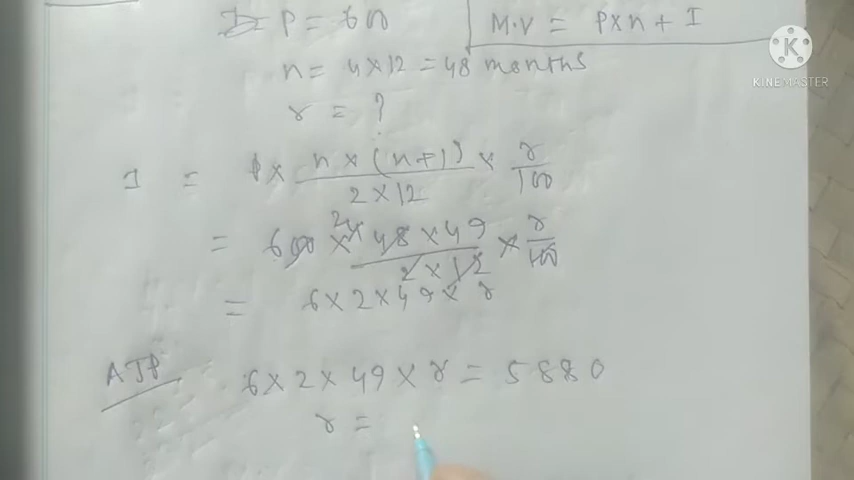 P = 600
M.V = P×n + I
n = 4×12 = 48 months
r = ?
I = P × n × (n+1) / 2 × 12 × r / 100
= 600 × 48 × 49 / 2 × 12 × r / 100
= 6 × 2 × 49 × r
ATP 6 × 2 × 49 × r = 5880
r =
KINEMASTER